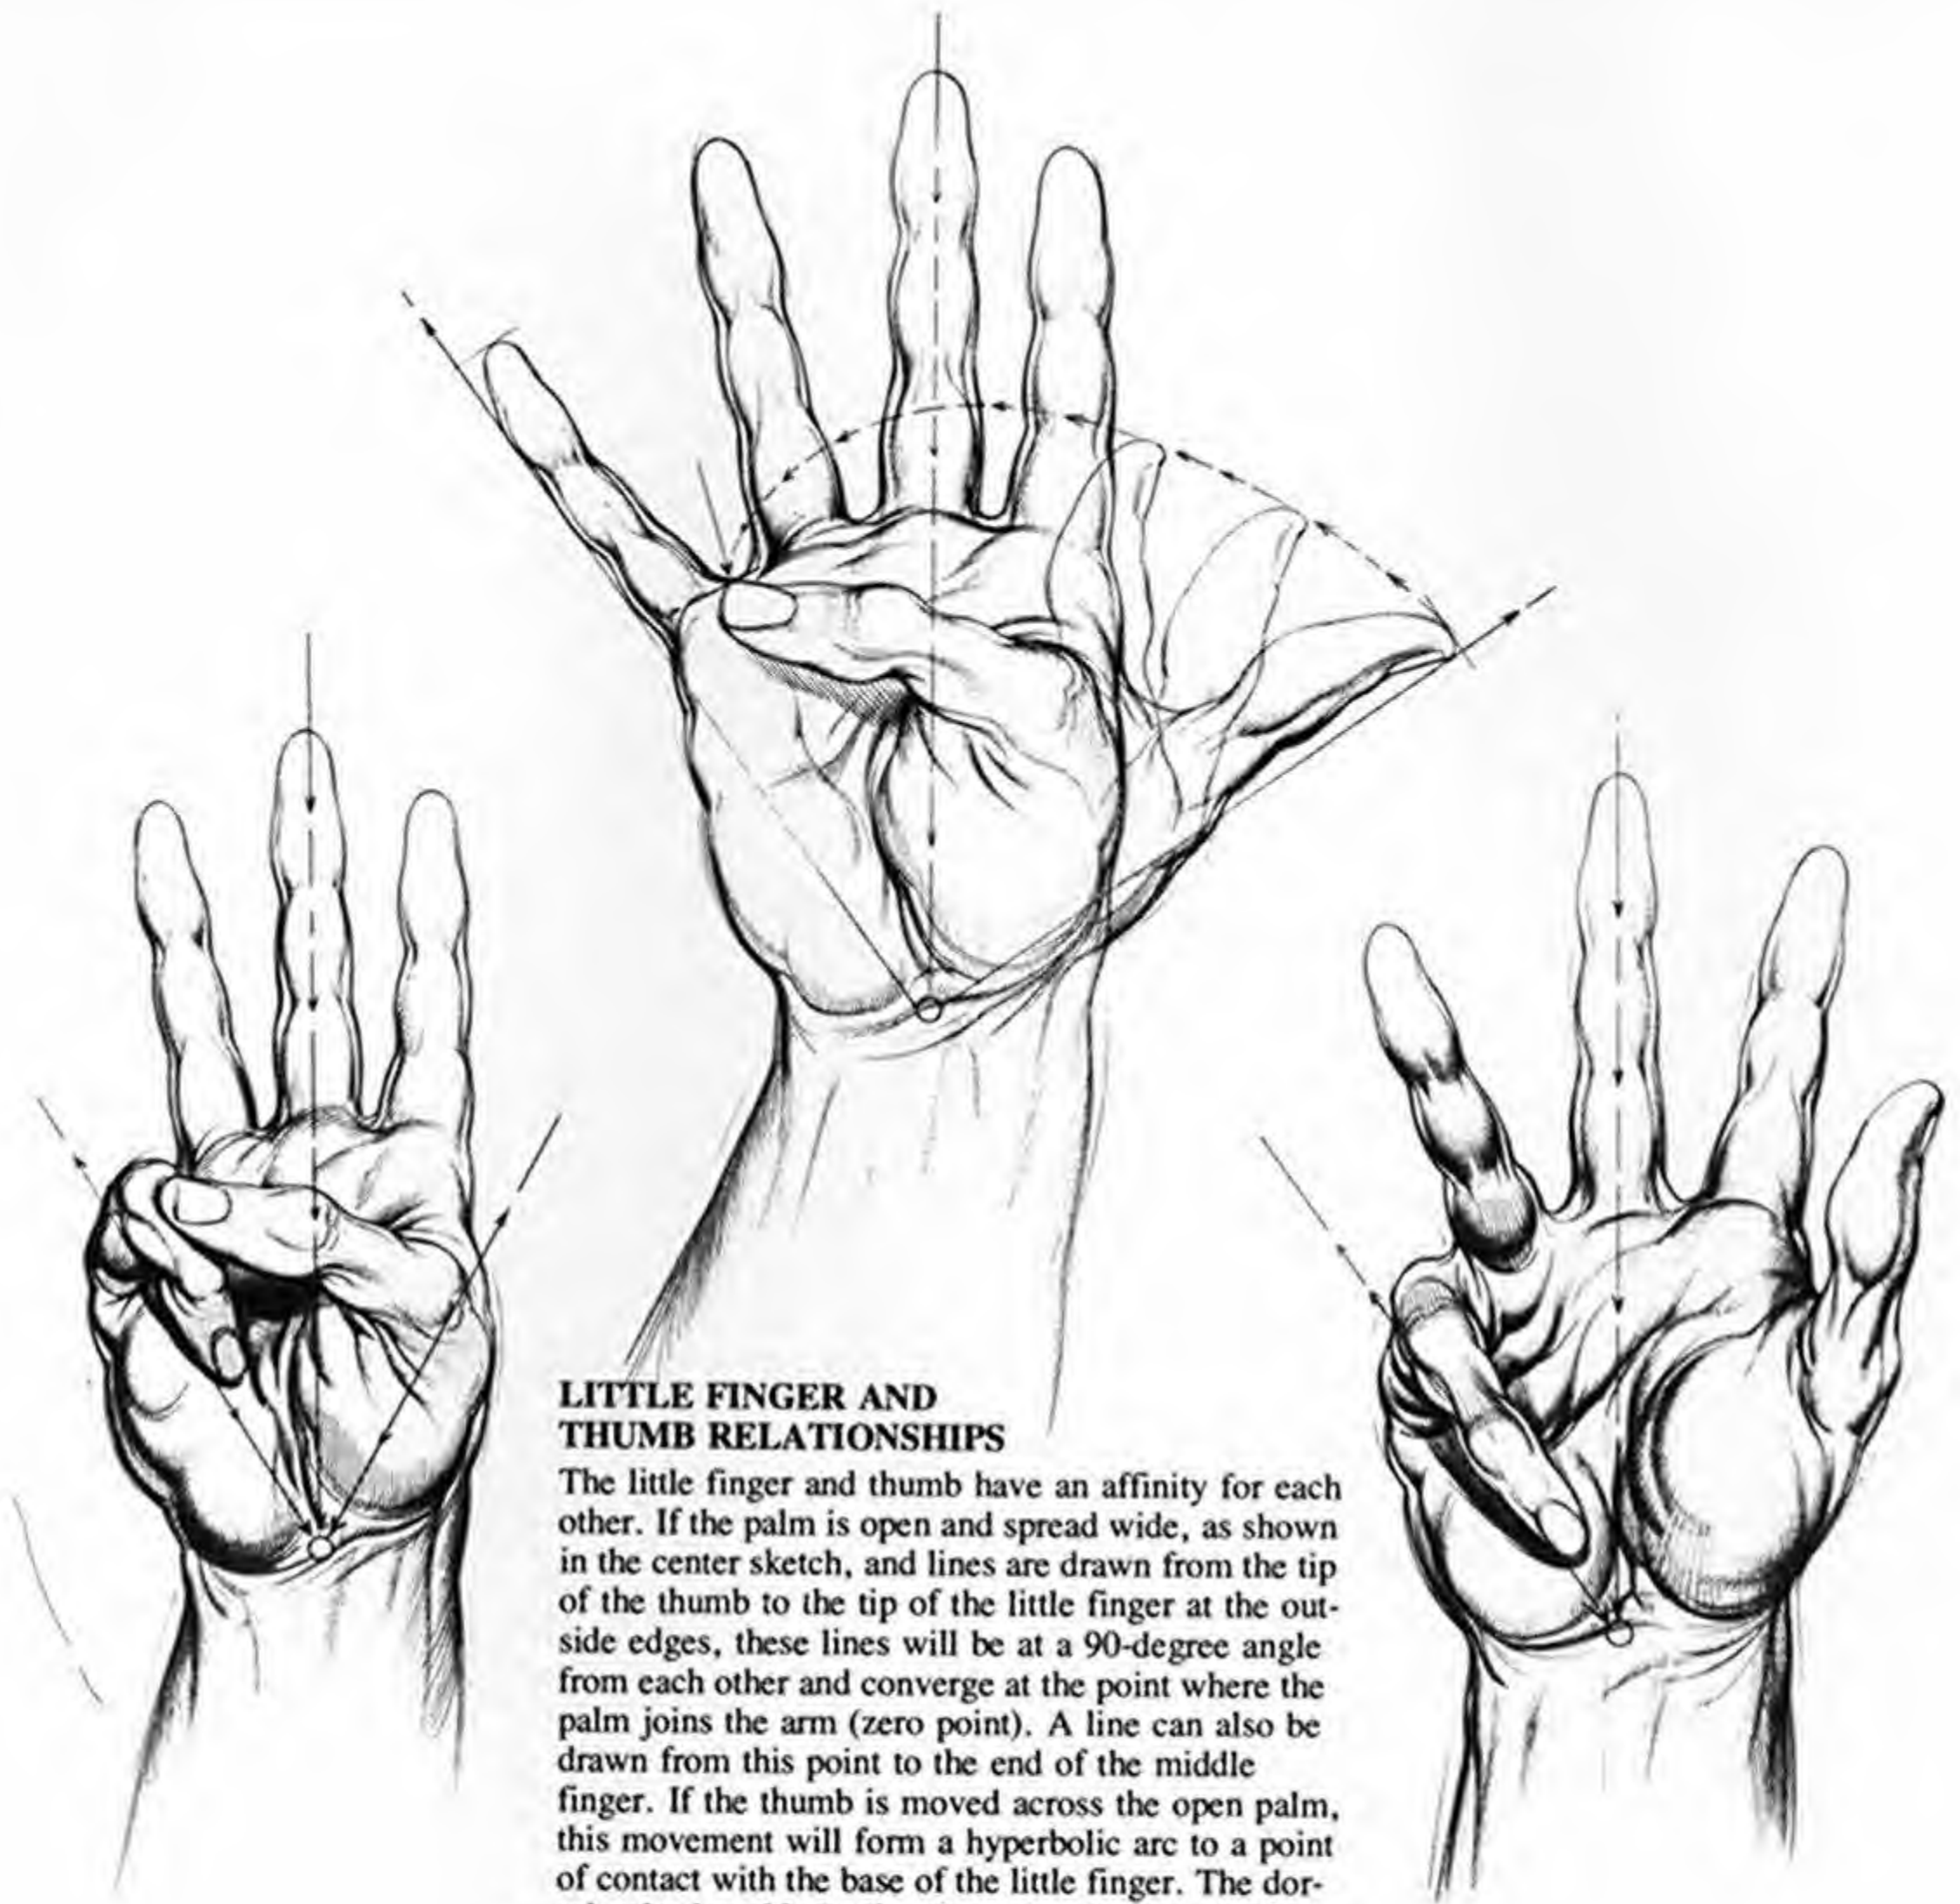 LITTLE FINGER AND
THUMB RELATIONSHIPS
The little finger and thumb have an affinity for each
other. If the palm is open and spread wide, as shown
in the center sketch, and lines are drawn from the tip
of the thumb to the tip of the little finger at the out-
side edges, these lines will be at a 90-degree angle
from each other and converge at the point where the
palm joins the arm (zero point). A line can also be
drawn from this point to the end of the middle
finger. If the thumb is moved across the open palm,
this movement will form a hyperbolic arc to a point
of contact with the base of the little finger. The dor-